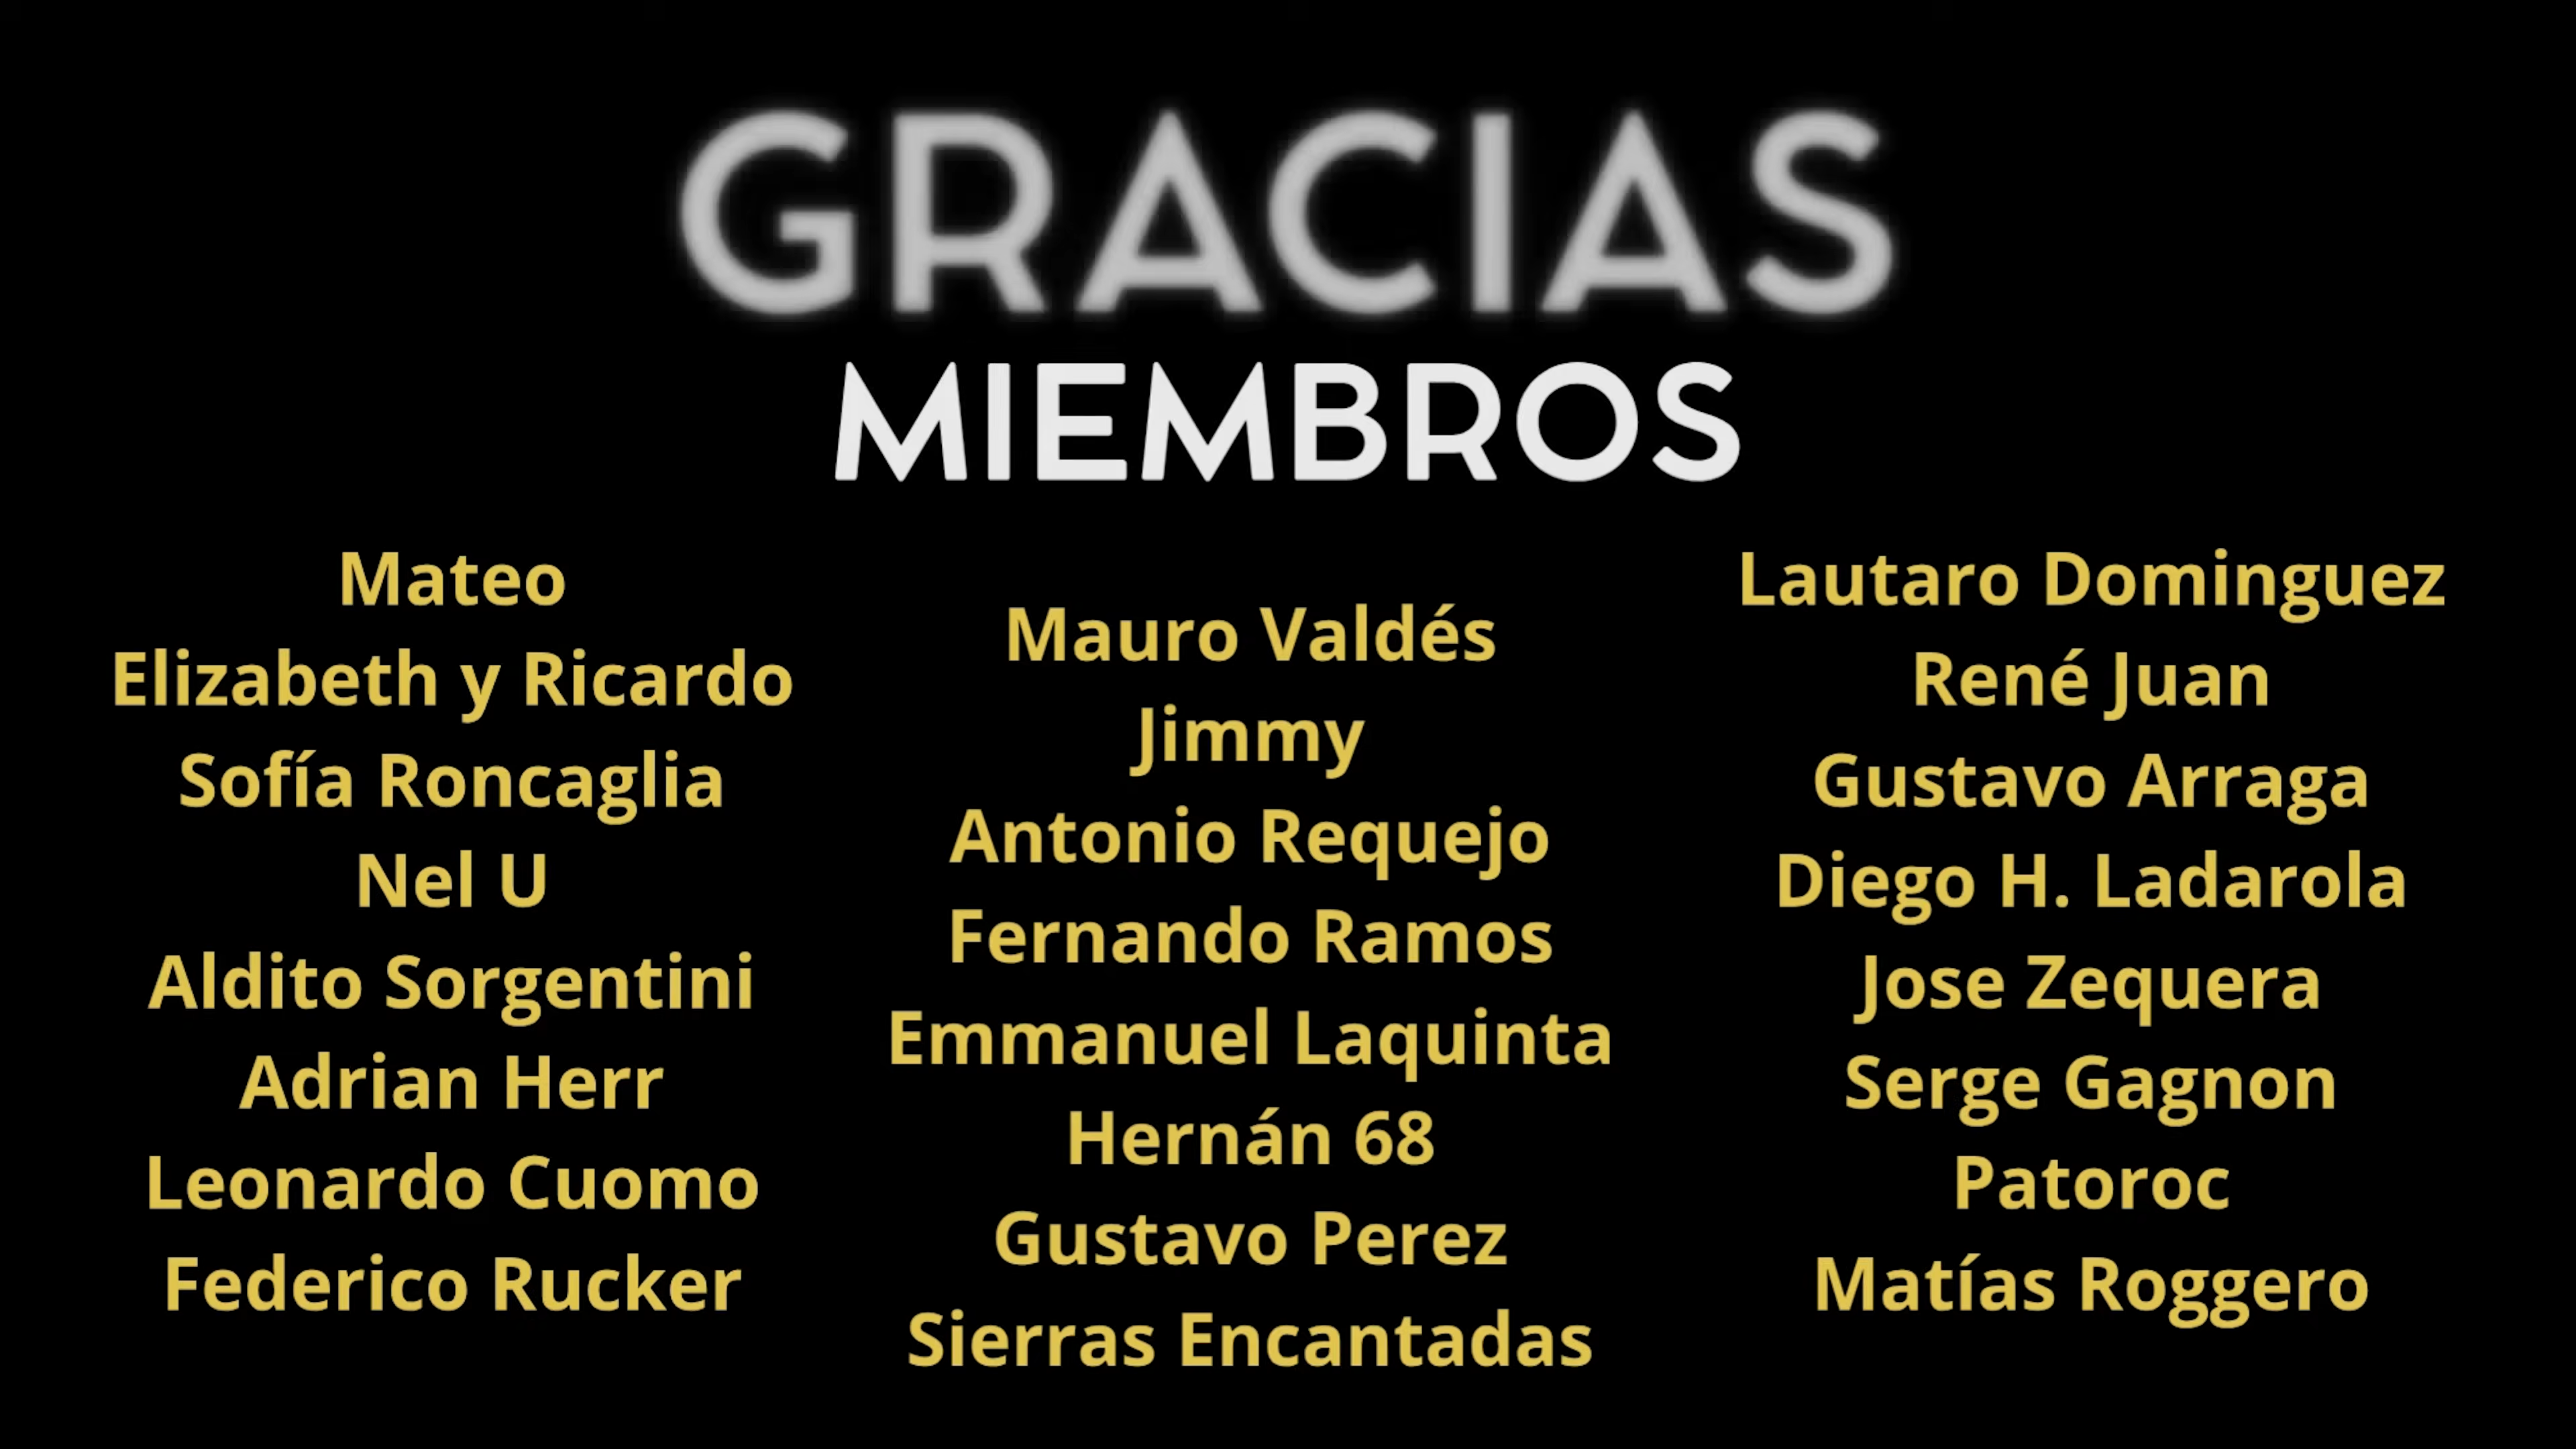 GRACIAS
MIEMBROS
Mateo
Elizabeth y Ricardo
Sofía Roncaglia
Nel U
Aldito Sorgentini
Adrian Herr
Leonardo Cuomo
Federico Rucker
Mauro Valdés
Jimmy
Antonio Requejo
Fernando Ramos
Emmanuel Laquinta
Hernán 68
Gustavo Perez
Sierras Encantadas
Lautaro Dominguez
René Juan
Gustavo Arraga
Diego H. Ladarola
Jose Zequera
Serge Gagnon
Patoroc
Matías Roggero